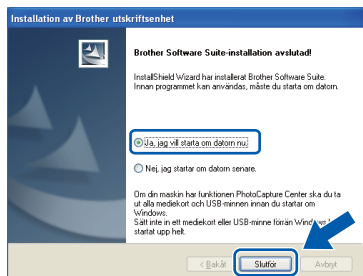 Installation av Brother utskriftsenhet
Brother Software Suite-installation avslutad!
InstallShield Wizard har installerat Brother Software Suite.
Innan programmet kan användas, måste du starta om datorn.
Ja, jag vill starta om datorn nu.
Nej, jag startar om datorn senare.
Om din maskin har funktionen PhotoCapture Center ska du ta
ut alla mediekort och USB-minnen innan du startar om
Windows.
Sätt inte in ett mediekort eller USB-minne förrän Windows
startat upp helt.
< Bakåt
Slutför
Avbryt